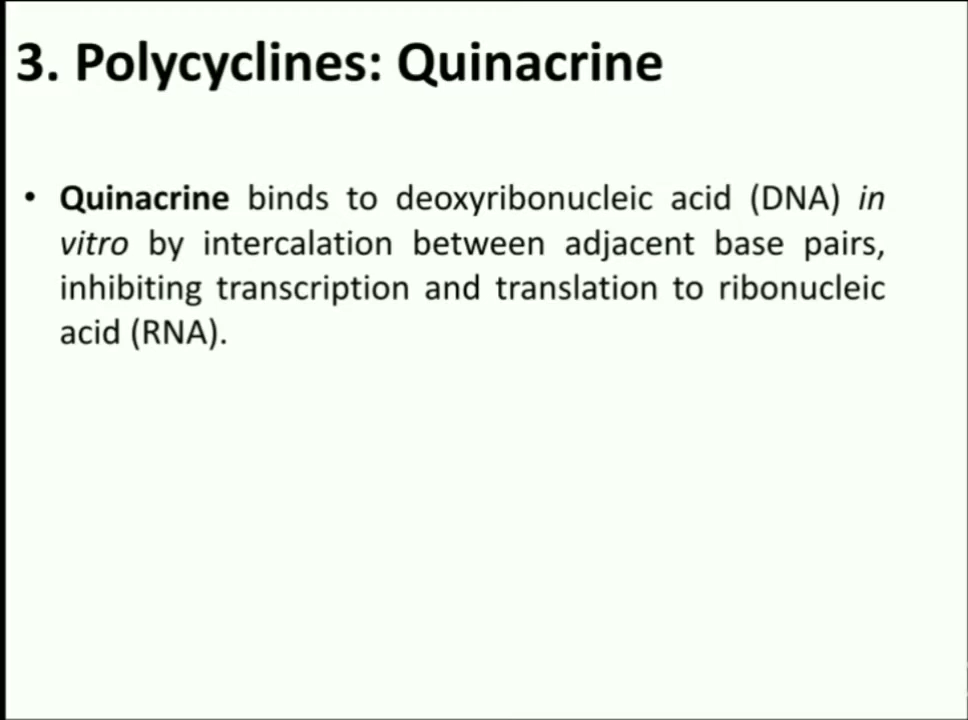 3. Polycyclines: Quinacrine
• Quinacrine binds to deoxyribonucleic acid (DNA) in
vitro by intercalation between adjacent base pairs,
inhibiting transcription and translation to ribonucleic
acid (RNA).